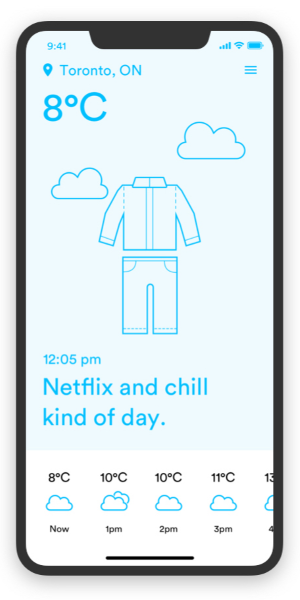 9:41
Toronto, ON
8°C
12:05 pm
Netflix and chill
kind of day.
8°C 10°C 10°C 11°C 13
Now 1pm 2pm 3pm 4